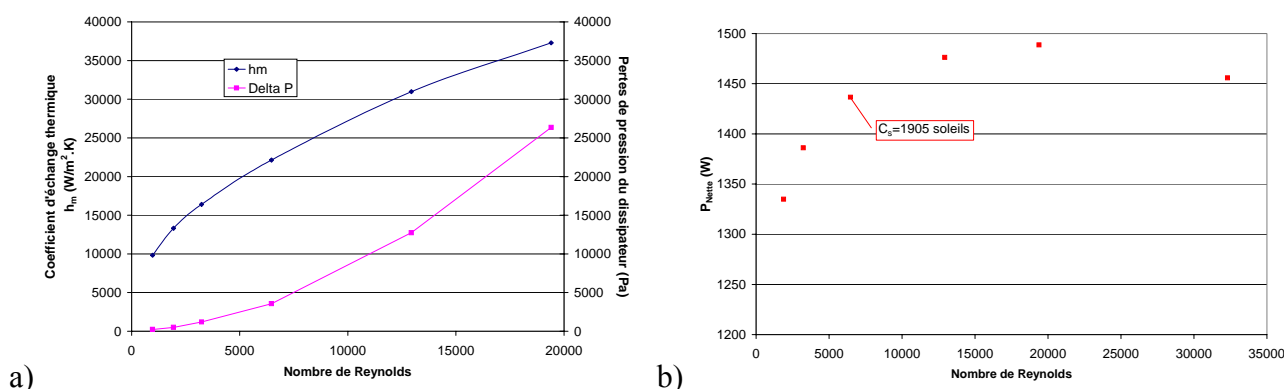 40000
35000
30000
25000
20000
15000
10000
5000
0
Coefficient d'échange thermique
hm (W/m².K)
hm
Delta P
40000
35000
30000
25000
20000
15000
10000
5000
0
Pertes de pression du dissipateur (Pa)
0 5000 10000 15000 20000
Nombre de Reynolds
a)
1500
1450
1400
1350
1300
1250
1200
PNette (W)
Cs=1905 soleils
0 5000 10000 15000 20000 25000 30000 35000
Nombre de Reynolds
b)